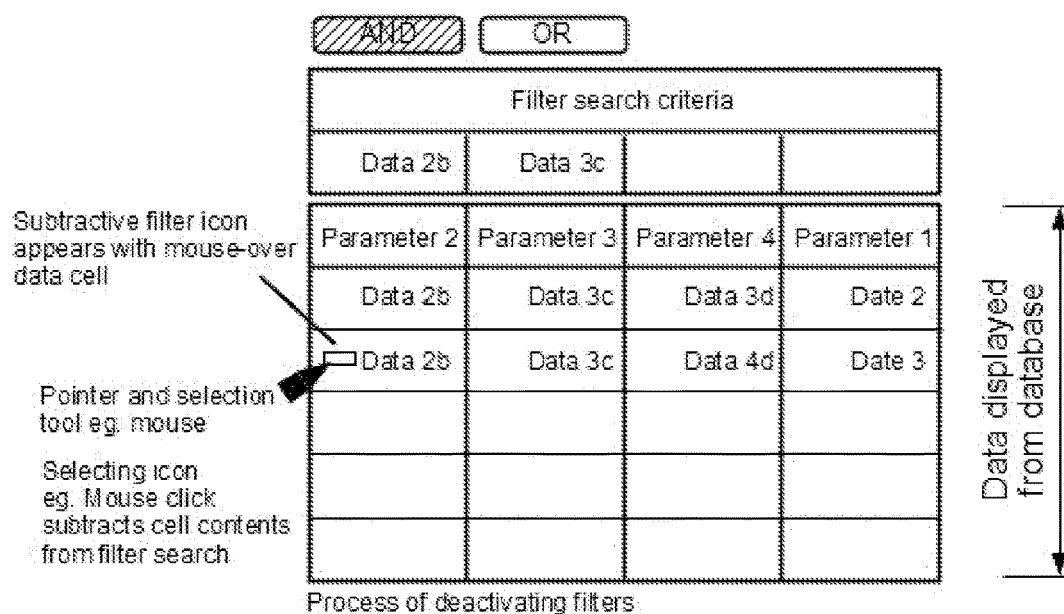 AND OR
Filter search criteria
Data 2b Data 3c
Subtractive filter icon
appears with mouse-over
data cell
Parameter 2 Parameter 3 Parameter 4 Parameter 1
Data 2b Data 3c Data 3d Date 2
Data 2b Data 3c Data 4d Date 3
Pointer and selection
tool eg. mouse
Selecting icon
eg. Mouse click
subtracts cell contents
from filter search
Data displayed
from database
Process of deactivating filters